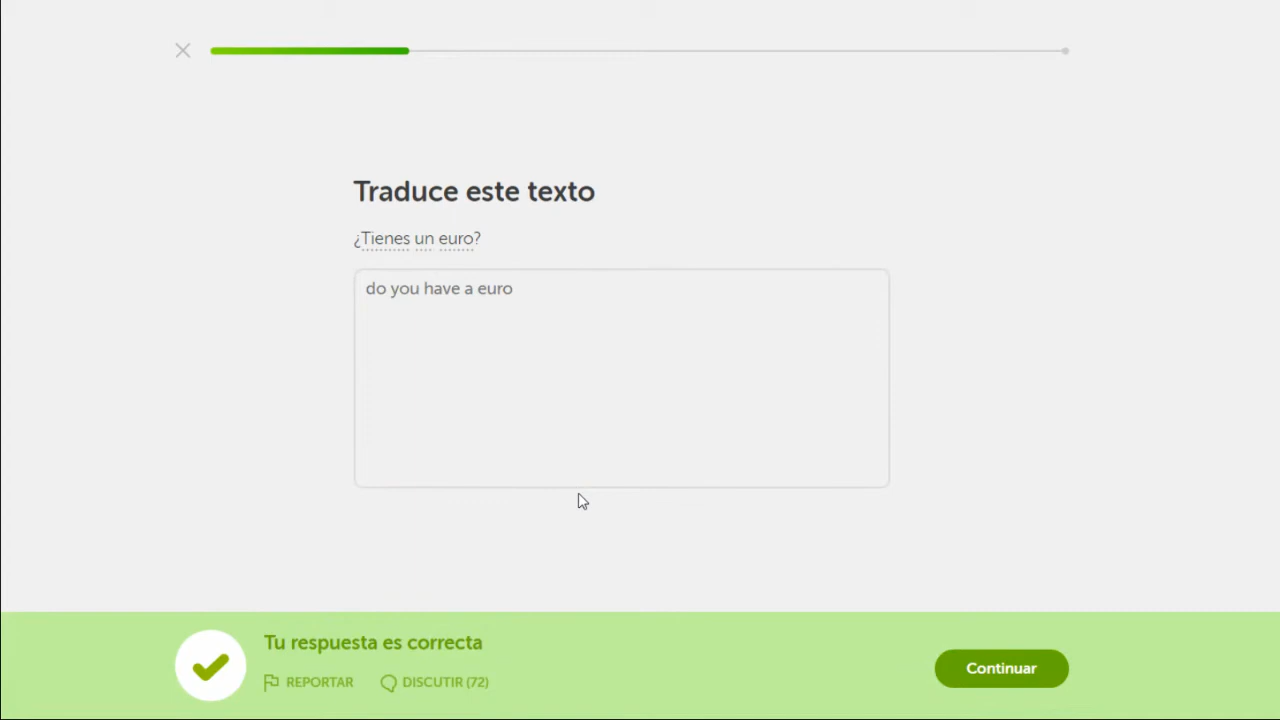 Traduce este texto
¿Tienes un euro?
do you have a euro
Tu respuesta es correcta
REPORTAR DISCUTIR (72)
Continuar